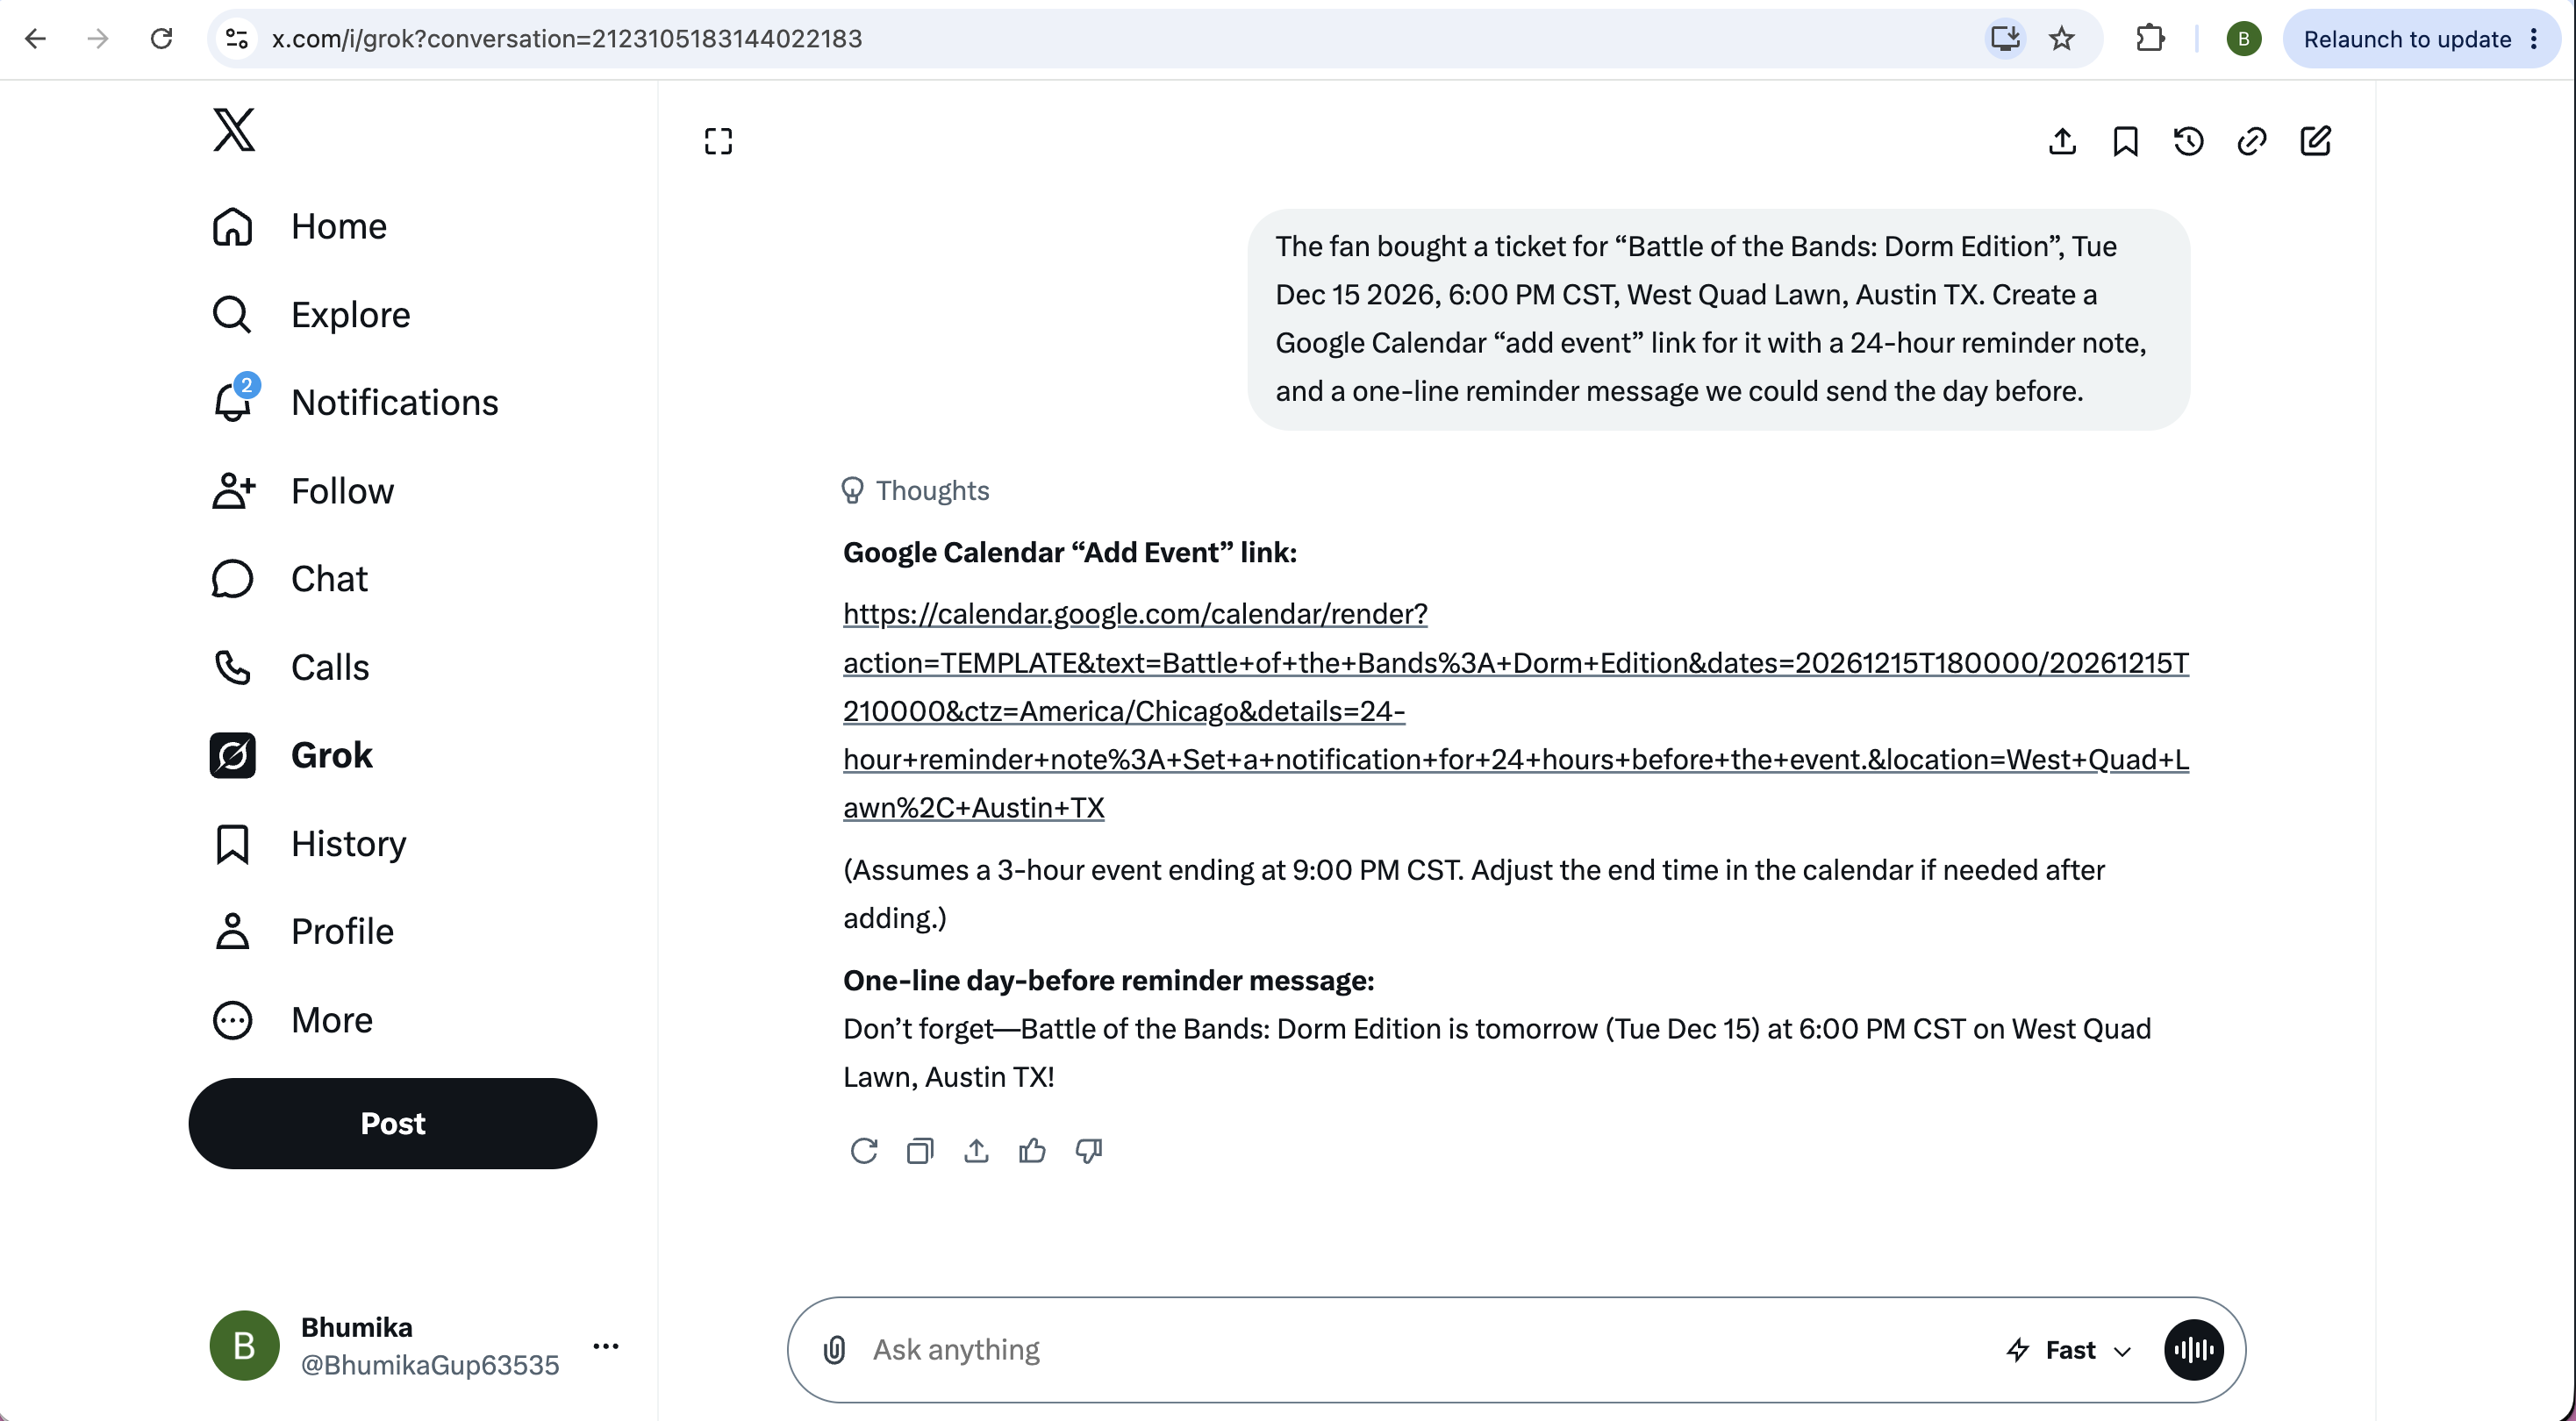 x.com/i/grok?conversation=2123105183144022183
B
Relaunch to update
Home
Explore
2
Notifications
Follow
Chat
Calls
Grok
History
Profile
More
Post
B
Bhumika
@BhumikaGup63535
The fan bought a ticket for “Battle of the Bands: Dorm Edition”, Tue
Dec 15 2026, 6:00 PM CST, West Quad Lawn, Austin TX. Create a
Google Calendar “add event” link for it with a 24-hour reminder note,
and a one-line reminder message we could send the day before.
Thoughts
Google Calendar “Add Event” link:
https://calendar.google.com/calendar/render?
action=TEMPLATE&text=Battle+of+the+Bands%3A+Dorm+Edition&dates=20261215T180000/20261215T
210000&ctz=America/Chicago&details=24-
hour+reminder+note%3A+Set+a+notification+for+24+hours+before+the+event.&location=West+Quad+L
awn%2C+Austin+TX
(Assumes a 3-hour event ending at 9:00 PM CST. Adjust the end time in the calendar if needed after
adding.)
One-line day-before reminder message:
Don’t forget—Battle of the Bands: Dorm Edition is tomorrow (Tue Dec 15) at 6:00 PM CST on West Quad
Lawn, Austin TX!
Ask anything
Fast